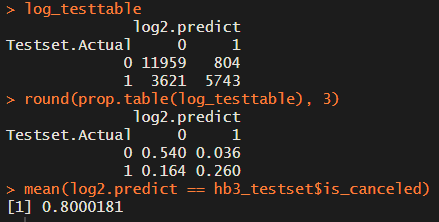 > log_testtable
log2.predict
Testset.Actual 0 1
0 11959 804
1 3621 5743
> round(prop.table(log_testtable), 3)
log2.predict
Testset.Actual 0 1
0 0.540 0.036
1 0.164 0.260
> mean(log2.predict == hb3_testset$is_canceled)
[1] 0.8000181